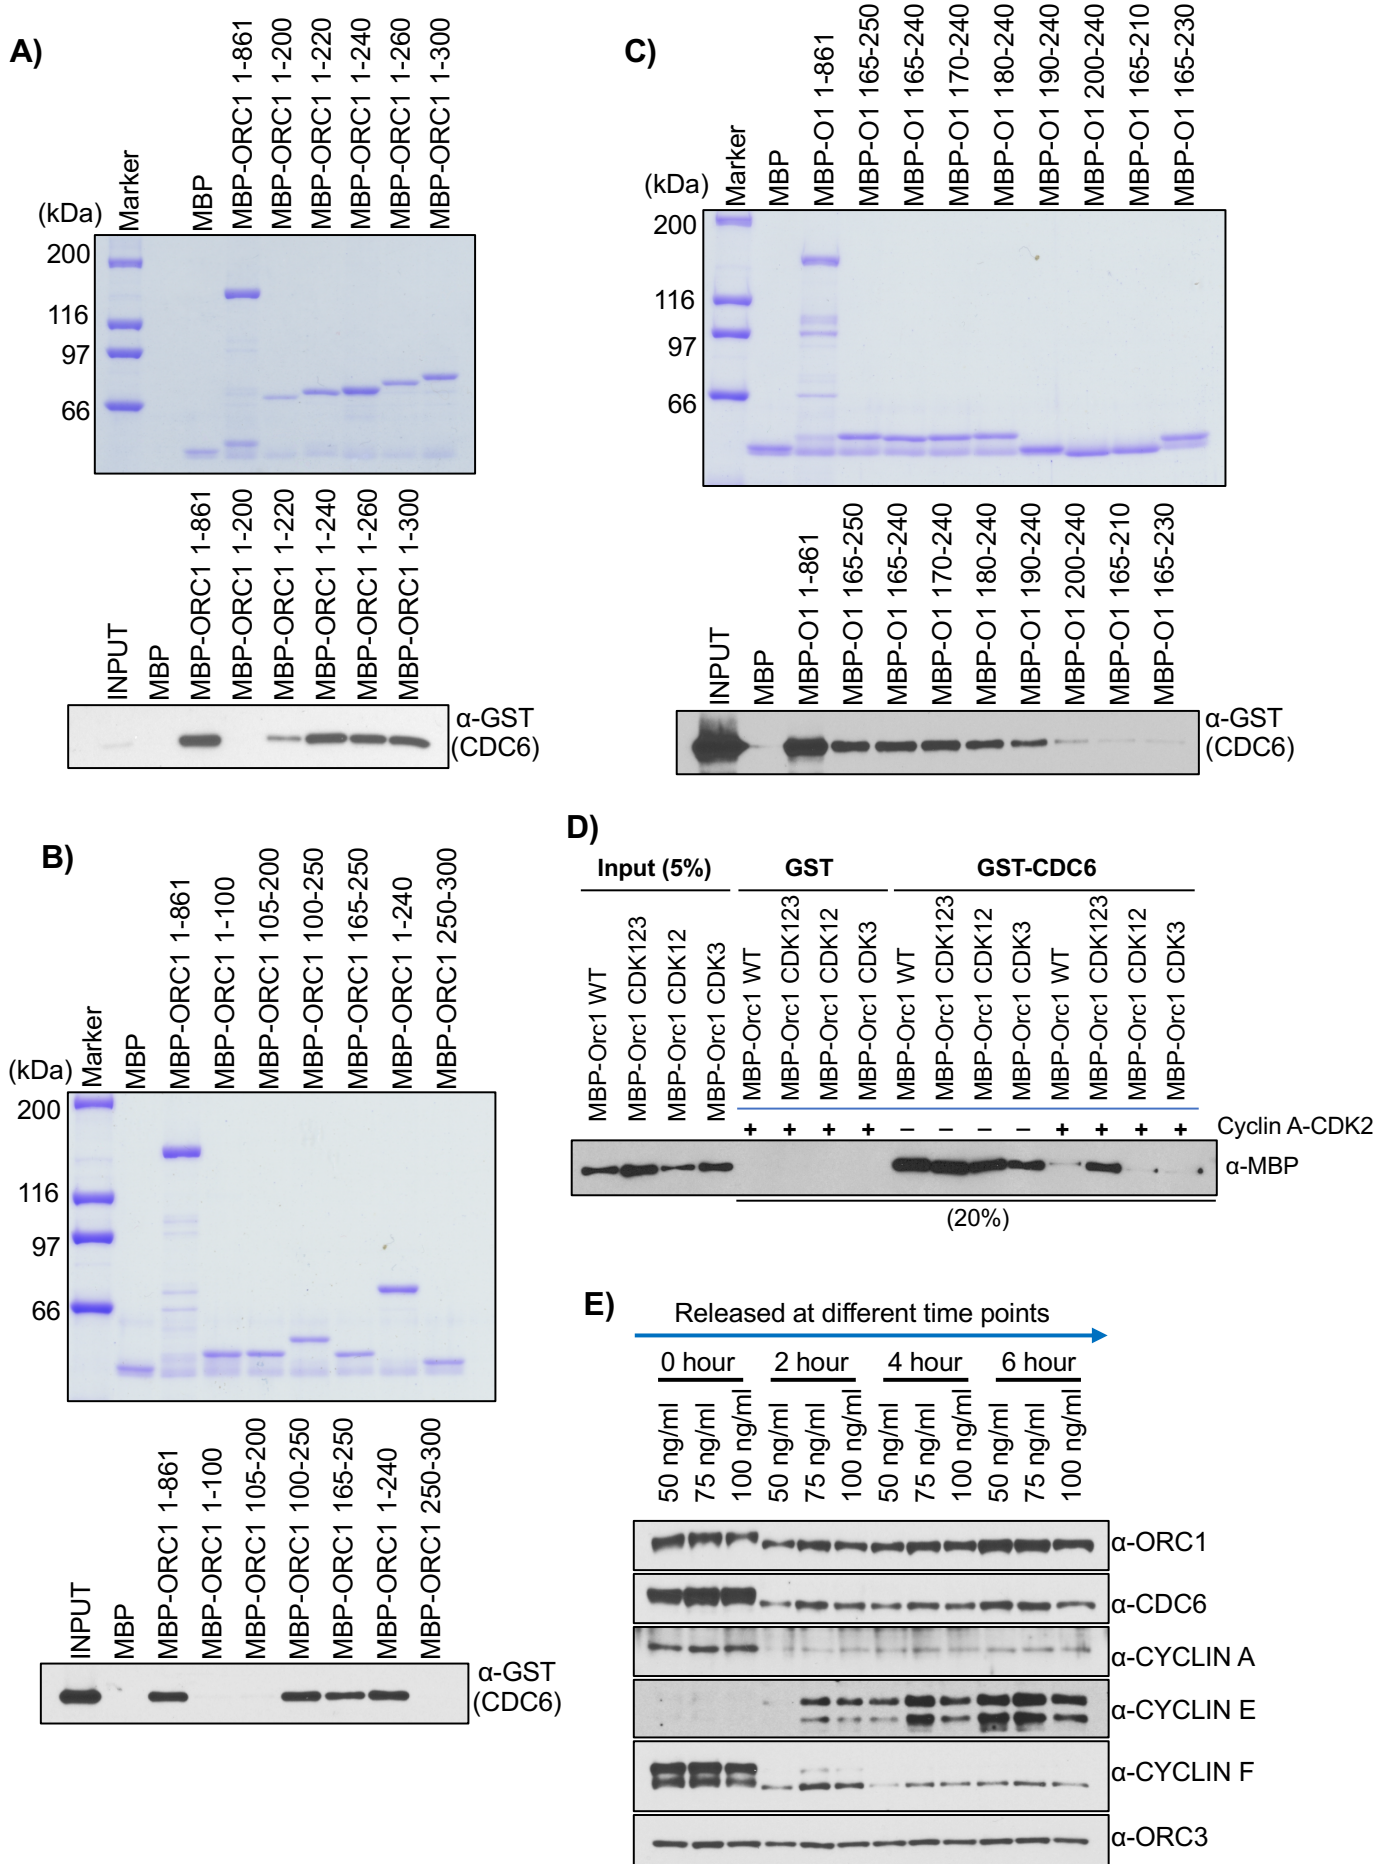 A)
(kDa)
Marker
MBP
MBP-ORC1 1-861
MBP-ORC1 1-200
MBP-ORC1 1-220
MBP-ORC1 1-240
MBP-ORC1 1-260
MBP-ORC1 1-300
200
116
97
66
INPUT
MBP
MBP-ORC1 1-861
MBP-ORC1 1-200
MBP-ORC1 1-220
MBP-ORC1 1-240
MBP-ORC1 1-260
MBP-ORC1 1-300
α-GST
(CDC6)
B)
(kDa)
Marker
MBP
MBP-ORC1 1-861
MBP-ORC1 1-100
MBP-ORC1 105-200
MBP-ORC1 100-250
MBP-ORC1 165-250
MBP-ORC1 1-240
MBP-ORC1 250-300
200
116
97
66
INPUT
MBP
MBP-ORC1 1-861
MBP-ORC1 1-100
MBP-ORC1 105-200
MBP-ORC1 100-250
MBP-ORC1 165-250
MBP-ORC1 1-240
MBP-ORC1 250-300
α-GST
(CDC6)
C)
(kDa)
Marker
MBP
MBP-O1 1-861
MBP-O1 165-250
MBP-O1 165-240
MBP-O1 170-240
MBP-O1 180-240
MBP-O1 190-240
MBP-O1 200-240
MBP-O1 165-210
MBP-O1 165-230
200
116
97
66
INPUT
MBP
MBP-O1 1-861
MBP-O1 165-250
MBP-O1 165-240
MBP-O1 170-240
MBP-O1 180-240
MBP-O1 190-240
MBP-O1 200-240
MBP-O1 165-210
MBP-O1 165-230
α-GST
(CDC6)
D)
Input (5%) GST GST-CDC6
MBP-Orc1 WT
MBP-Orc1 CDK123
MBP-Orc1 CDK12
MBP-Orc1 CDK3
MBP-Orc1 WT
MBP-Orc1 CDK123
MBP-Orc1 CDK12
MBP-Orc1 CDK3
MBP-Orc1 WT
MBP-Orc1 CDK123
MBP-Orc1 CDK12
MBP-Orc1 CDK3
MBP-Orc1 WT
MBP-Orc1 CDK123
MBP-Orc1 CDK12
MBP-Orc1 CDK3
+ + + + – – – – + + + + Cyclin A-CDK2
α-MBP
(20%)
E)
Released at different time points
0 hour 2 hour 4 hour 6 hour
50 ng/ml
75 ng/ml
100 ng/ml
50 ng/ml
75 ng/ml
100 ng/ml
50 ng/ml
75 ng/ml
100 ng/ml
50 ng/ml
75 ng/ml
100 ng/ml
α-ORC1
α-CDC6
α-CYCLIN A
α-CYCLIN E
α-CYCLIN F
α-ORC3